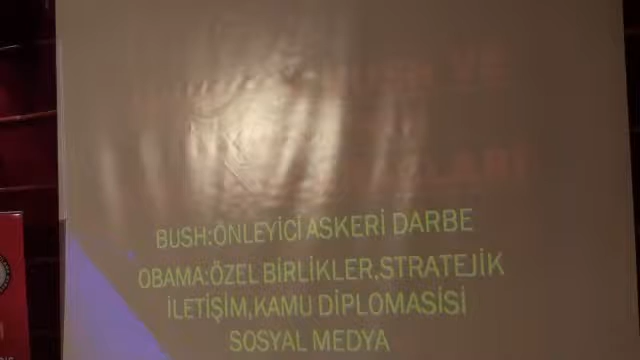 VE
BUSH:ÖNLEYİCİ ASKERİ DARBE
OBAMA:ÖZEL BİRLİKLER,STRATEJİK
İLETİŞİM,KAMU DİPLOMASİSİ
SOSYAL MEDYA